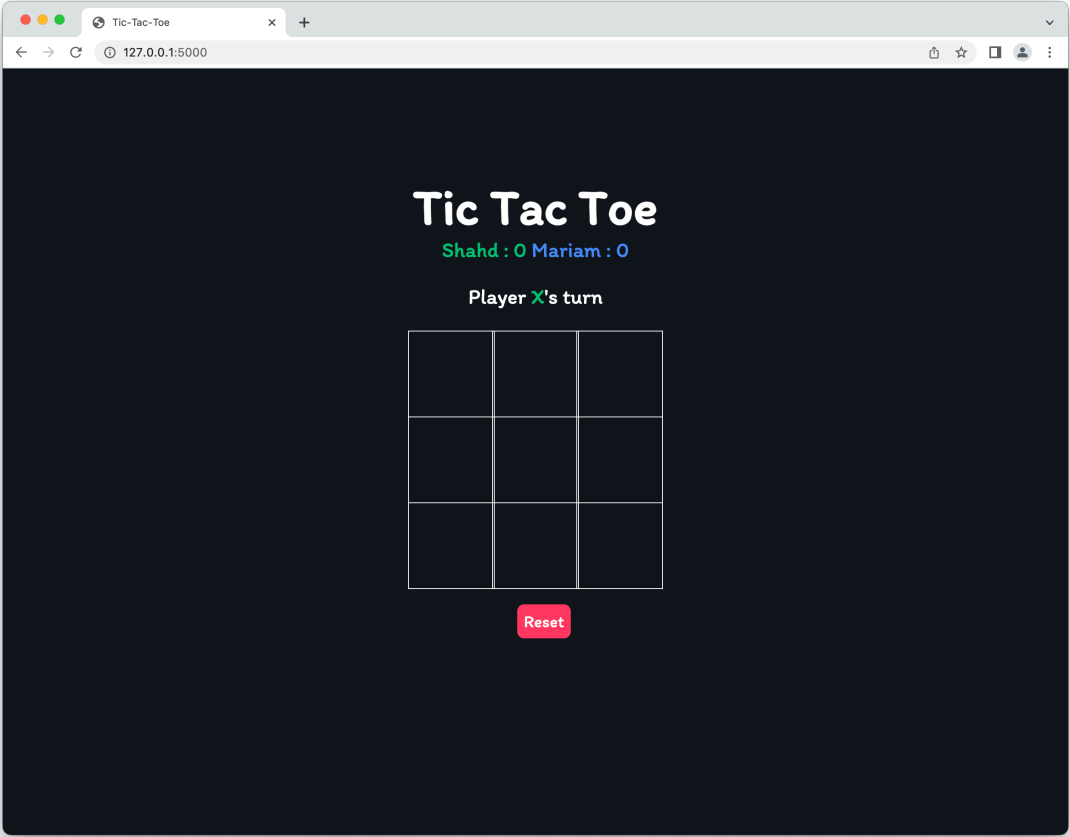 Tic-Tac-Toe
127.0.0.1:5000
Tic Tac Toe
Shahd : 0 Mariam : 0
Player X's turn
Reset